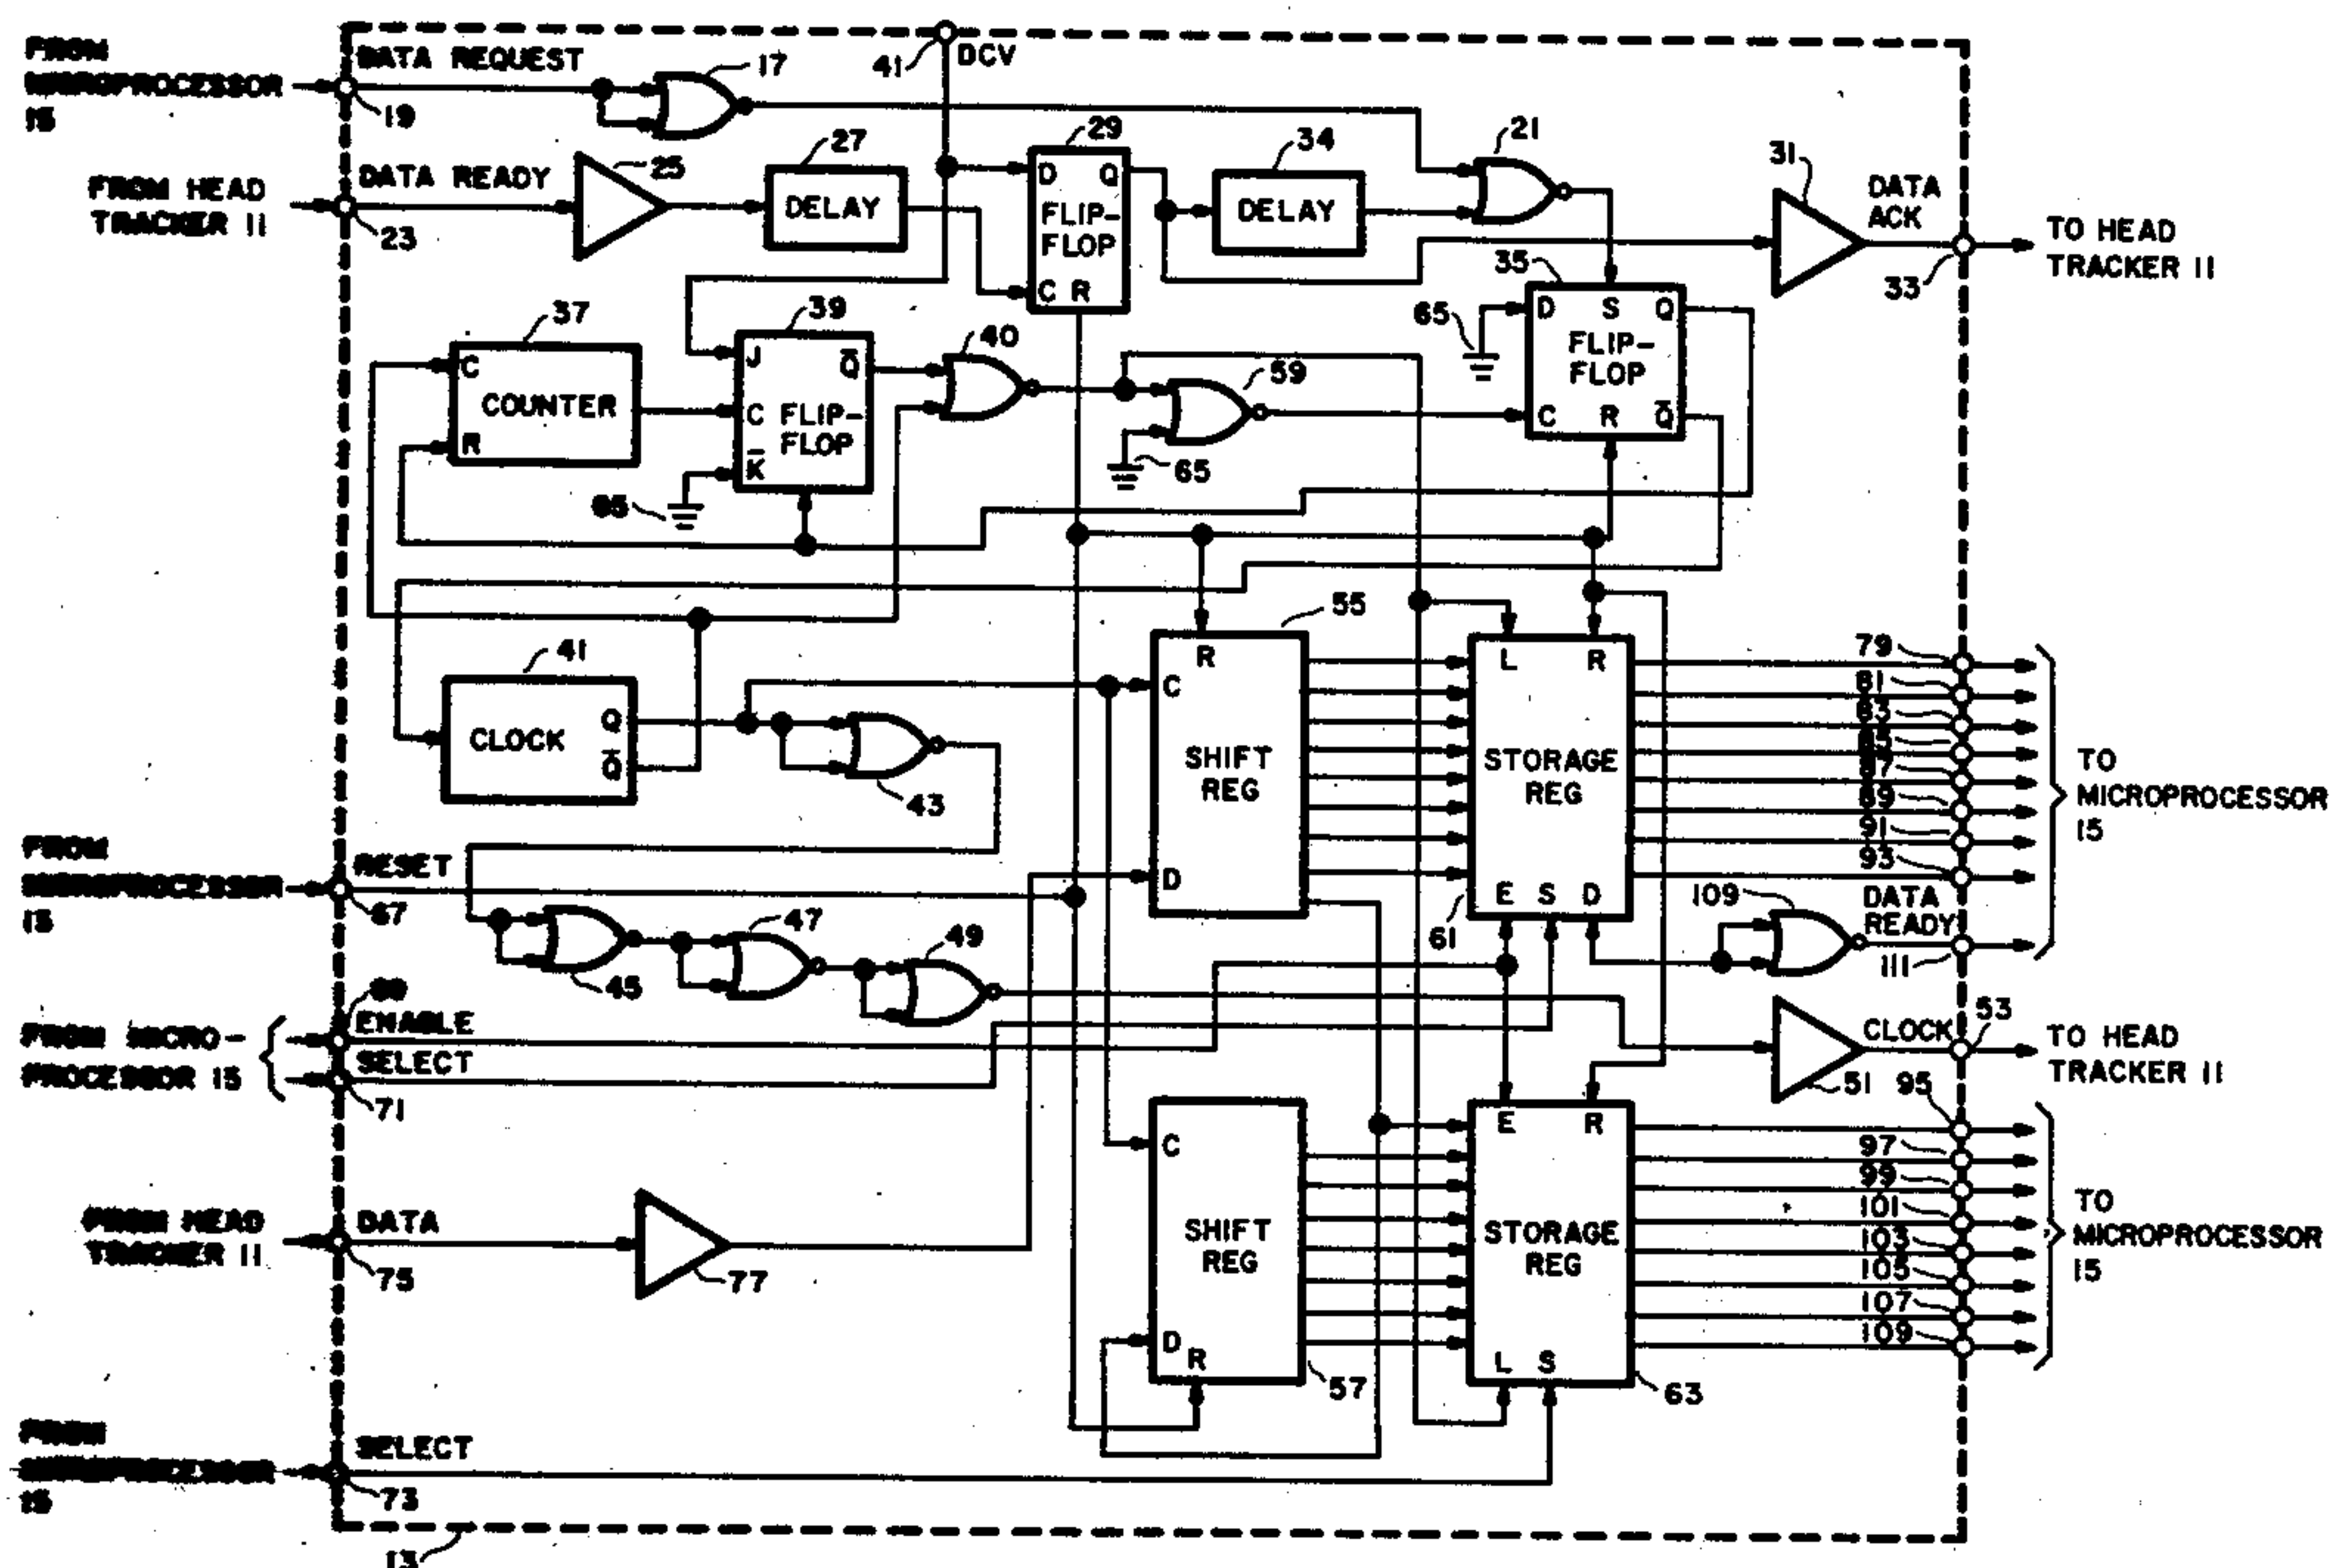 FROM
MICROPROCESSOR
15
DATA REQUEST
19
17
41
DCV
FROM HEAD
TRACKER 11
DATA READY
23
25
27
DELAY
29
D Q
FLIP-
FLOP
C R
34
DELAY
21
31
DATA
ACK
33
TO HEAD
TRACKER 11
37
C
COUNTER
R
39
J
Q̅
C FLIP-
FLOP
K̅
65
40
59
65
35
65
D S Q
FLIP-
FLOP
C R Q̅
41
CLOCK
Q
Q̅
43
55
R
C
SHIFT
REG
D
L R
STORAGE
REG
E S D
61
79
81
83
85
87
89
91
93
TO
MICROPROCESSOR
15
109
DATA
READY
111
FROM
MICROPROCESSOR
15
RESET
67
45
47
49
FROM MICRO-
PROCESSOR 15
ENABLE
SELECT
71
CLOCK
53
51
TO HEAD
TRACKER 11
FROM HEAD
TRACKER 11
DATA
75
77
C
SHIFT
REG
D
R
57
E R
STORAGE
REG
L S
63
95
97
99
101
103
105
107
109
TO
MICROPROCESSOR
15
FROM
MICROPROCESSOR
15
SELECT
73
13